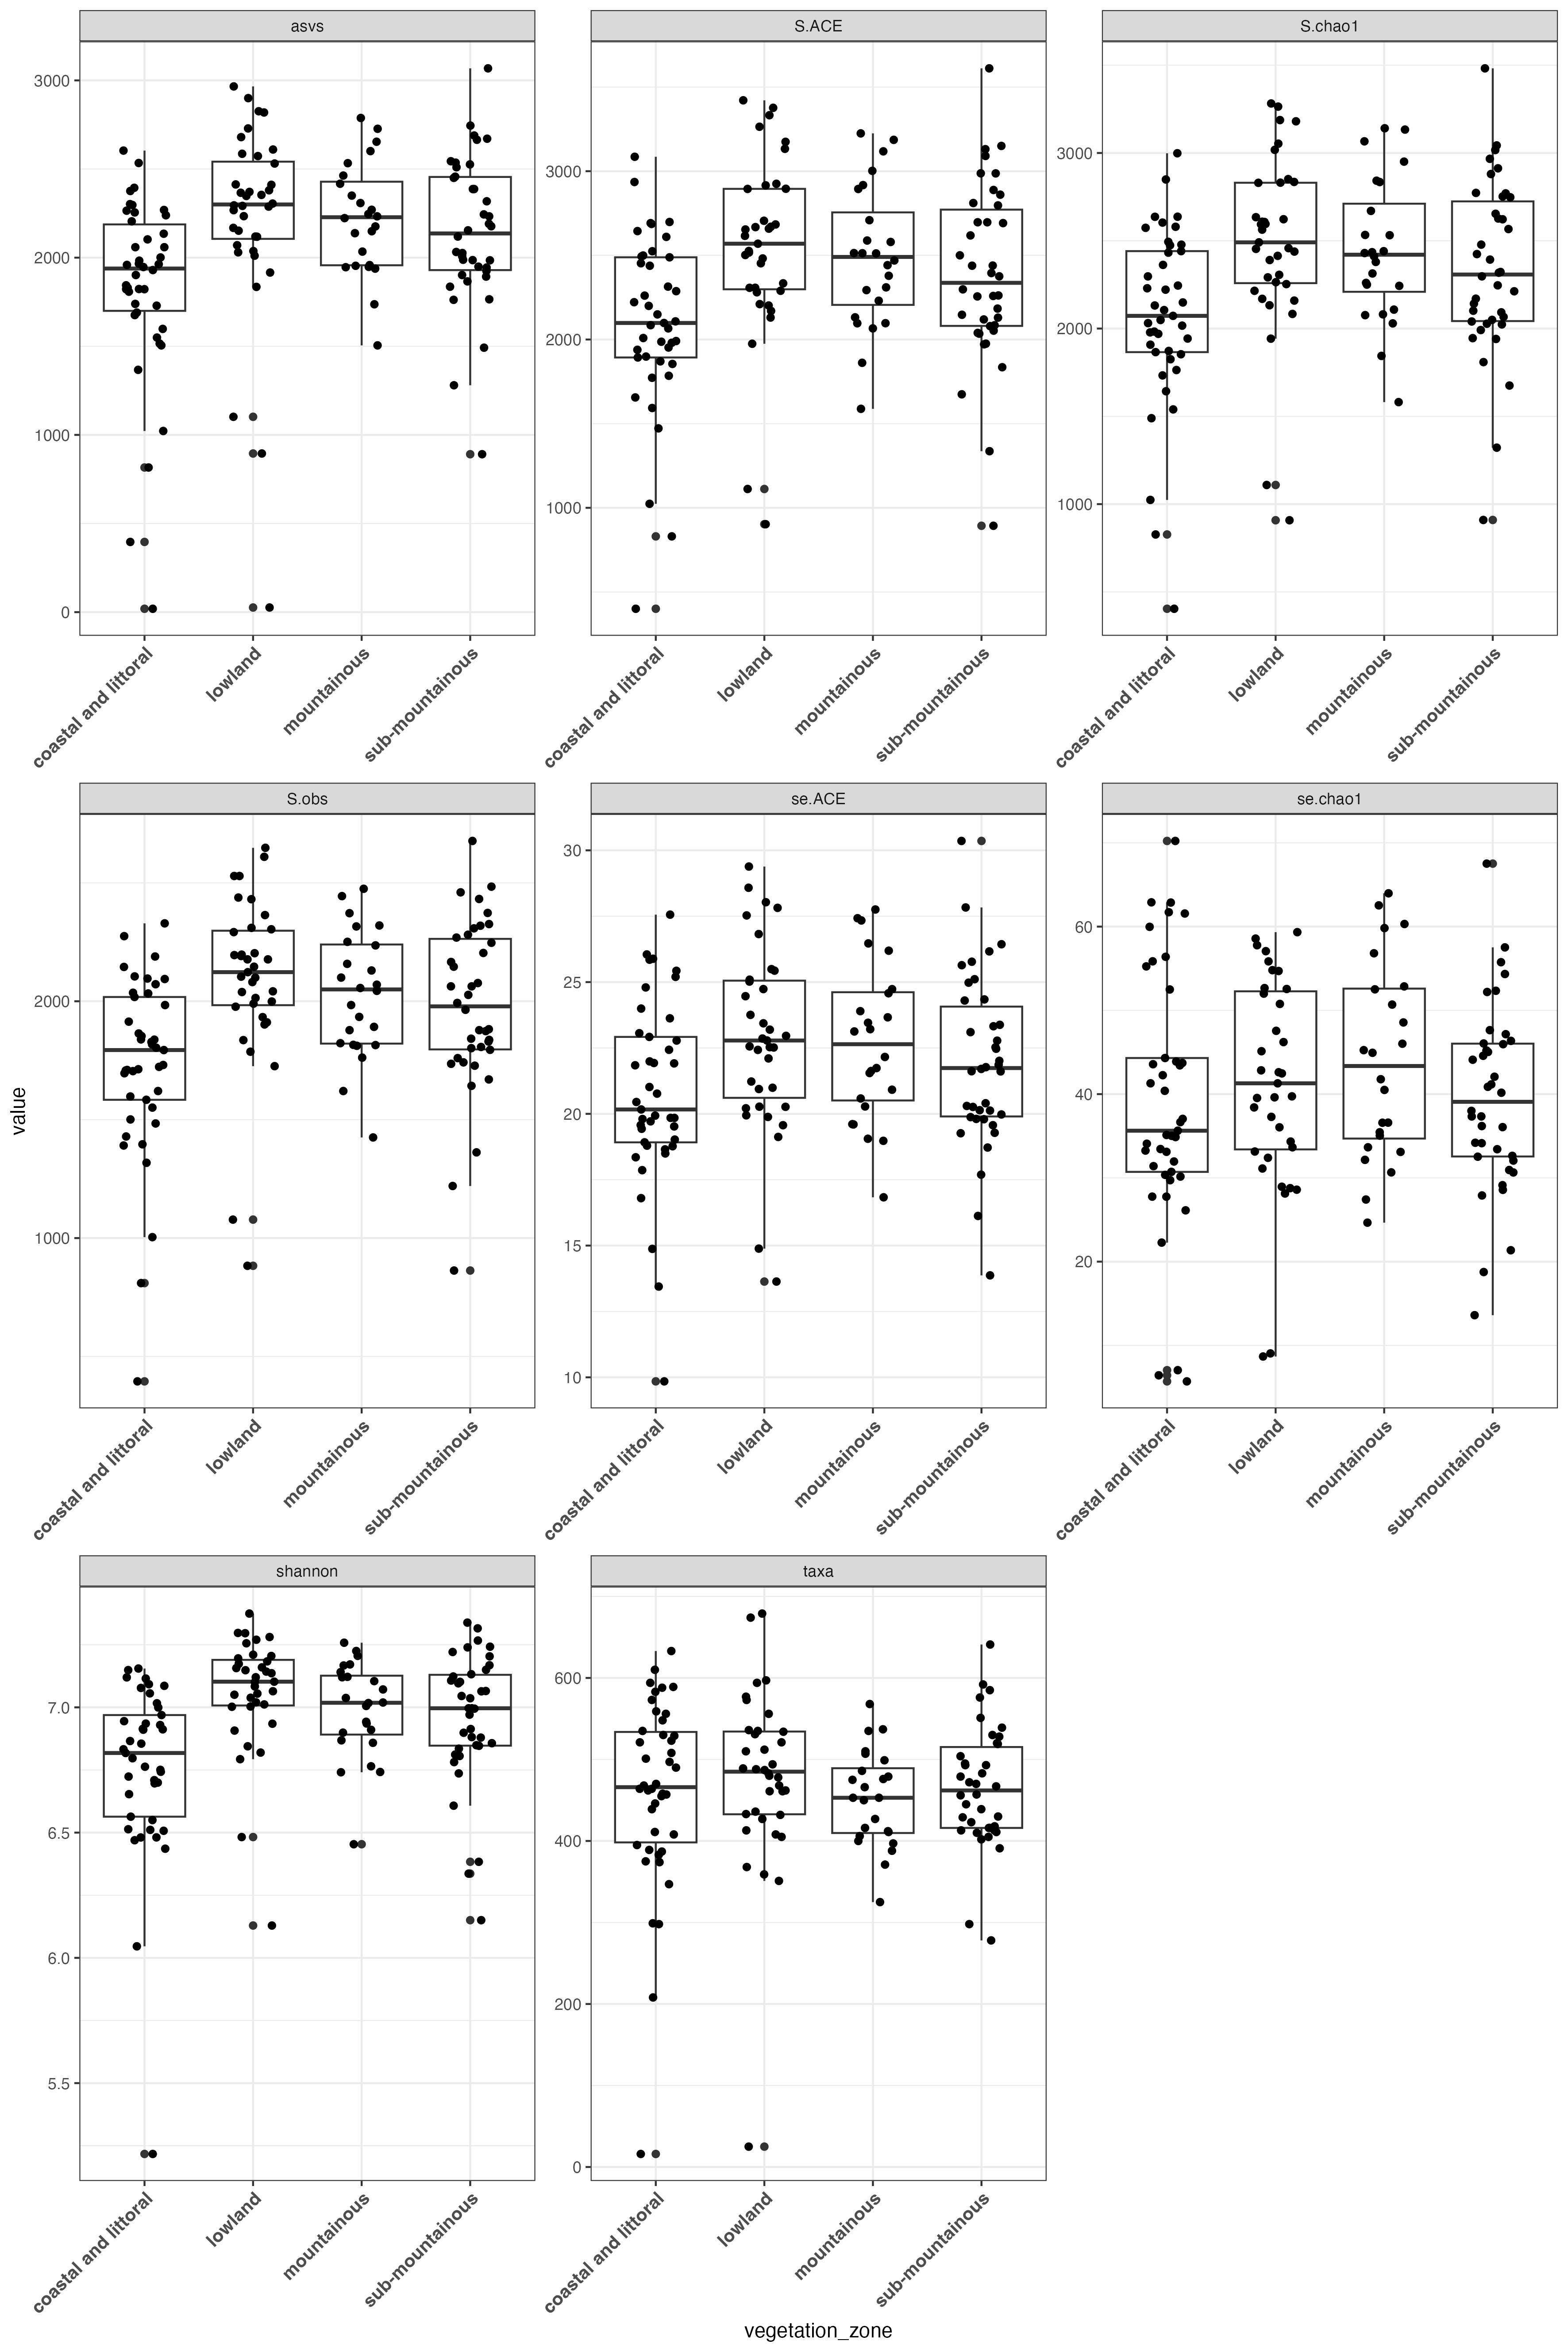 asvs
S.ACE
S.chao1
3000
2000
1000
0
3000
2000
1000
3000
2000
1000
coastal and littoral
lowland
mountainous
sub-mountainous
coastal and littoral
lowland
mountainous
sub-mountainous
coastal and littoral
lowland
mountainous
sub-mountainous
S.obs
se.ACE
se.chao1
value
2000
1000
30
25
20
15
10
60
40
20
coastal and littoral
lowland
mountainous
sub-mountainous
coastal and littoral
lowland
mountainous
sub-mountainous
coastal and littoral
lowland
mountainous
sub-mountainous
shannon
taxa
7.0
6.5
6.0
5.5
600
400
200
0
coastal and littoral
lowland
mountainous
sub-mountainous
coastal and littoral
lowland
mountainous
sub-mountainous
vegetation_zone